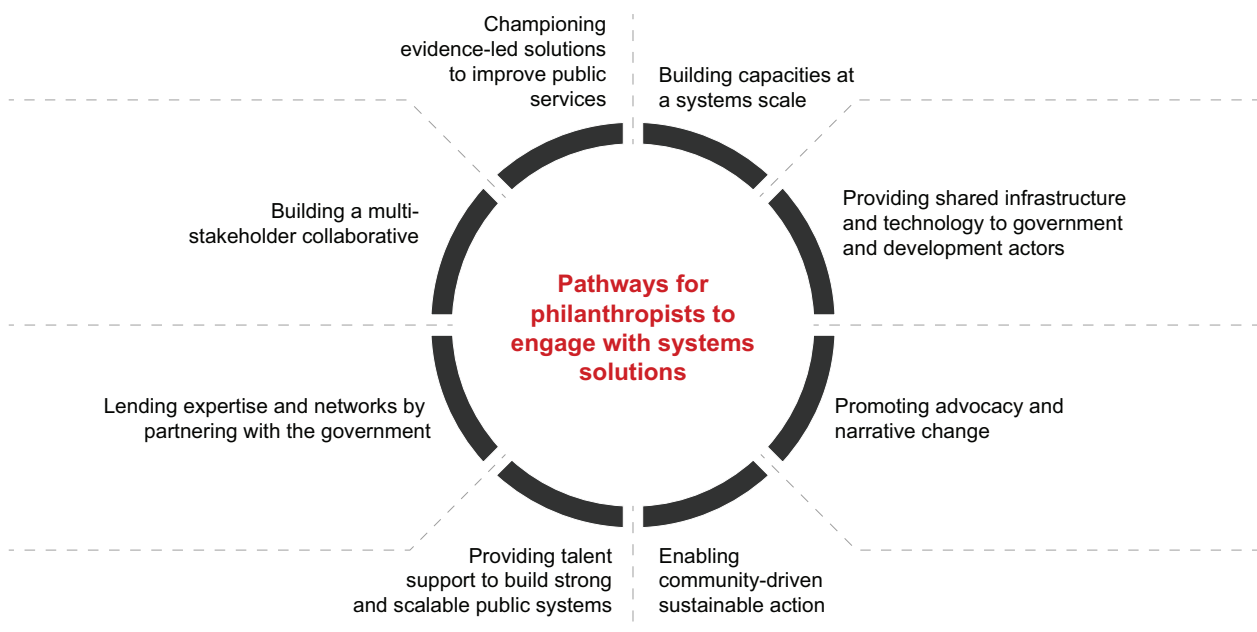 Championing
evidence-led solutions
to improve public
services
Building capacities at
a systems scale
Providing shared infrastructure
and technology to government
and development actors
Promoting advocacy and
narrative change
Enabling
community-driven
sustainable action
Providing talent
support to build strong
and scalable public systems
Lending expertise and networks by
partnering with the government
Building a multi-
stakeholder collaborative
Pathways for
philanthropists to
engage with systems
solutions